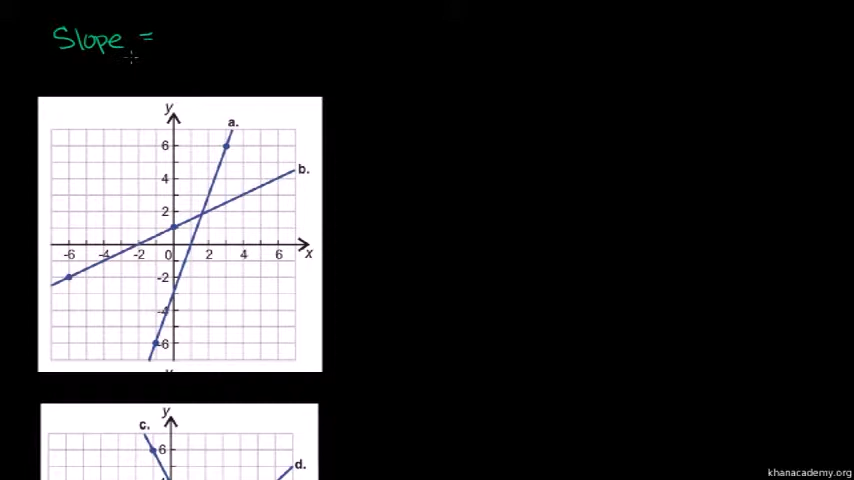 Slope =
y
a.
b.
6
4
2
-6 -4 -2 0 2 4 6 x
-2
-4
-6
y
c.
6
d.
khanacademy.org